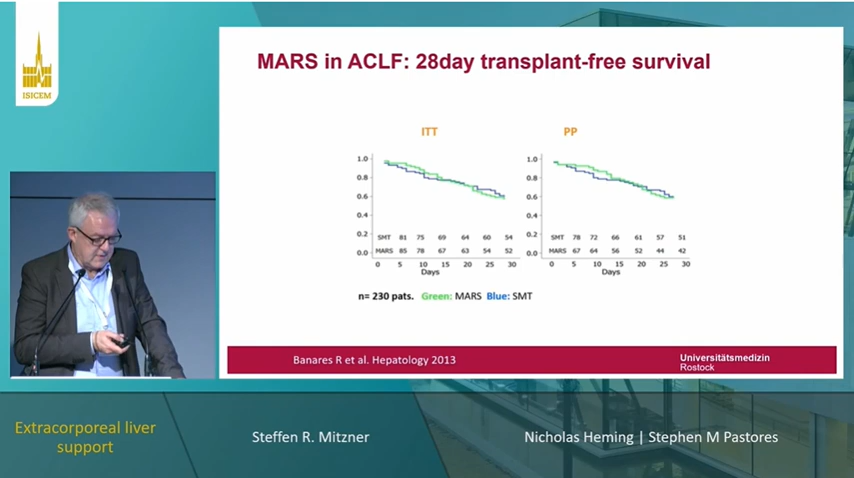 ISICEM
MARS in ACLF: 28day transplant-free survival
ITT
PP
1.0
0.8
0.6
0.4
0.2
0.0
SMT 81 75 69 64 60 54
MARS 85 78 67 63 54 52
0 5 10 15 20 25 30
Days
1.0
0.8
0.6
0.4
0.2
0.0
SMT 78 72 66 61 57 51
MARS 67 64 56 52 44 42
0 5 10 15 20 25 30
Days
n= 230 pats. Green: MARS Blue: SMT
Banares R et al. Hepatology 2013
Universitätsmedizin
Rostock
Extracorporeal liver
support
Steffen R. Mitzner
Nicholas Heming | Stephen M Pastores